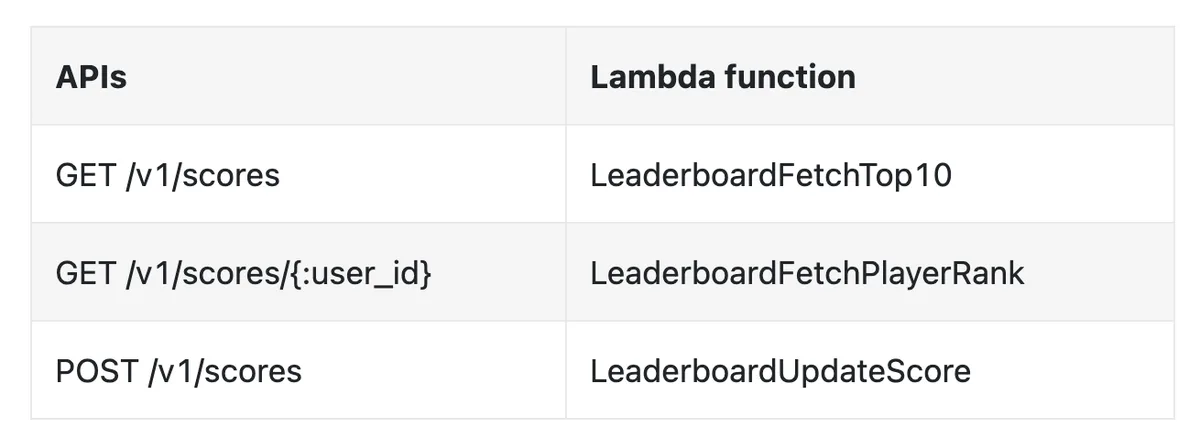 APIs Lambda function
GET /v1/scores LeaderboardFetchTop10
GET /v1/scores/{:user_id} LeaderboardFetchPlayerRank
POST /v1/scores LeaderboardUpdateScore